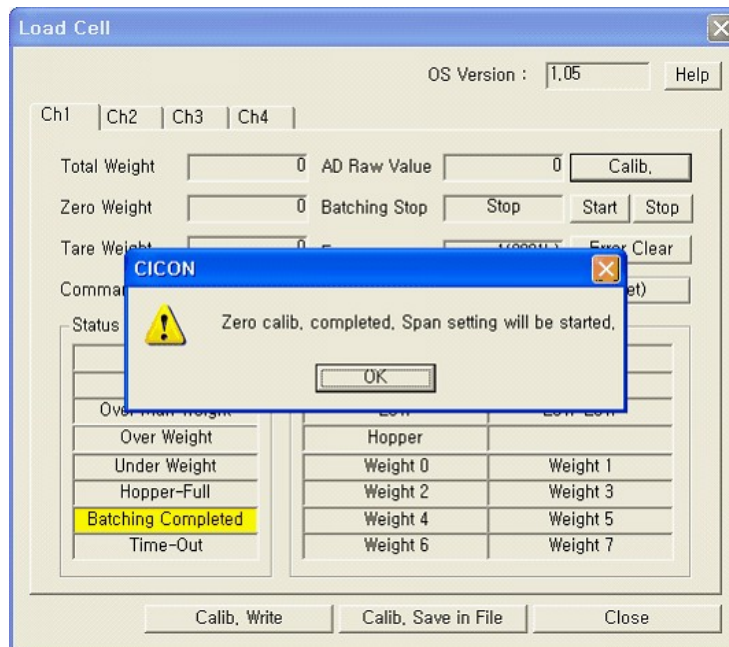 Load Cell
OS Version : 1.05 Help
Ch1 Ch2 Ch3 Ch4
Total Weight 0 AD Raw Value 0 Calib.
Zero Weight 0 Batching Stop Stop Start Stop
Tare Weight 0 Error Clear
CICON
Zero calib. completed. Span setting will be started.
OK
Status
Over Weight Hopper
Under Weight Weight 0 Weight 1
Hopper-Full Weight 2 Weight 3
Batching Completed Weight 4 Weight 5
Time-Out Weight 6 Weight 7
Calib. Write Calib. Save in File Close